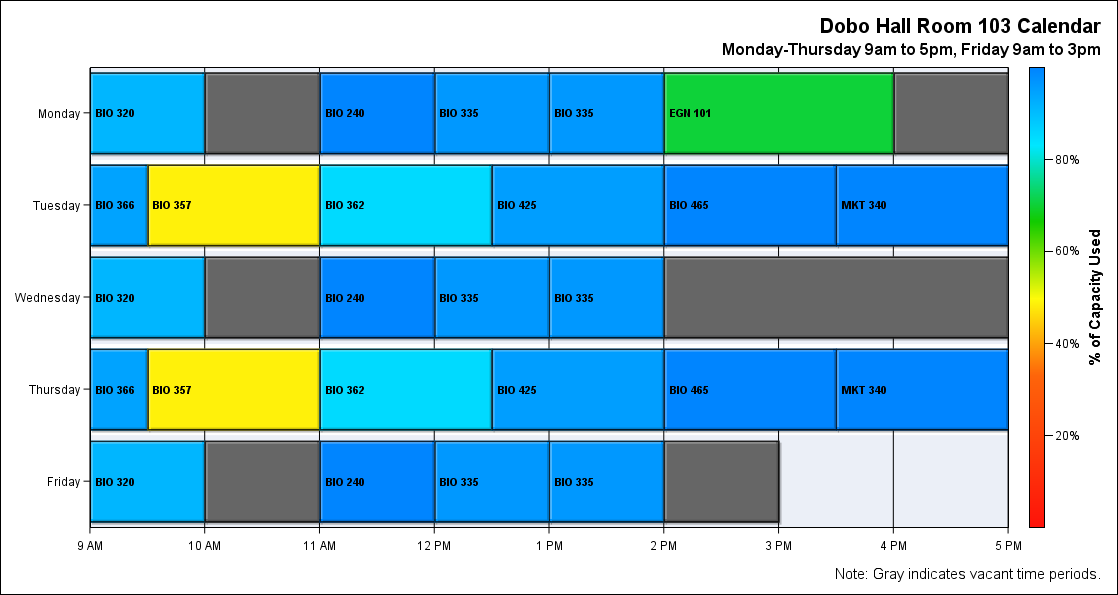 Dobo Hall Room 103 Calendar
Monday-Thursday 9am to 5pm, Friday 9am to 3pm
Monday
BIO 320
BIO 240
BIO 335
BIO 335
EGN 101
Tuesday
BIO 366
BIO 357
BIO 362
BIO 425
BIO 465
MKT 340
Wednesday
BIO 320
BIO 240
BIO 335
BIO 335
Thursday
BIO 366
BIO 357
BIO 362
BIO 425
BIO 465
MKT 340
Friday
BIO 320
BIO 240
BIO 335
BIO 335
9 AM
10 AM
11 AM
12 PM
1 PM
2 PM
3 PM
4 PM
5 PM
80%
60%
40%
20%
% of Capacity Used
Note: Gray indicates vacant time periods.